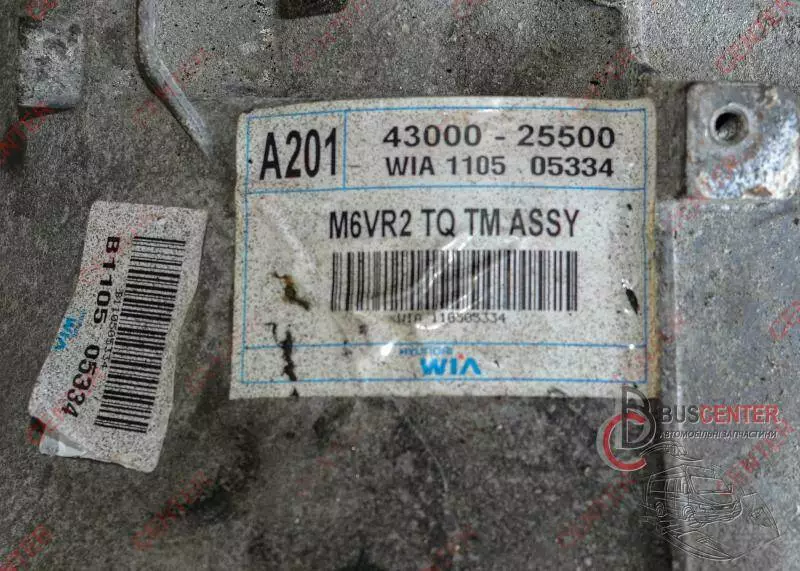 A201
43000 - 25500
WIA 1105 05334
M6VR2 TQ TM ASSY
WIA 110505334
WIA
B1105 05334
WIA
BUSCENTER
АВТОМОБІЛЬНІ ЗАПЧАСТИНИ
CENTER